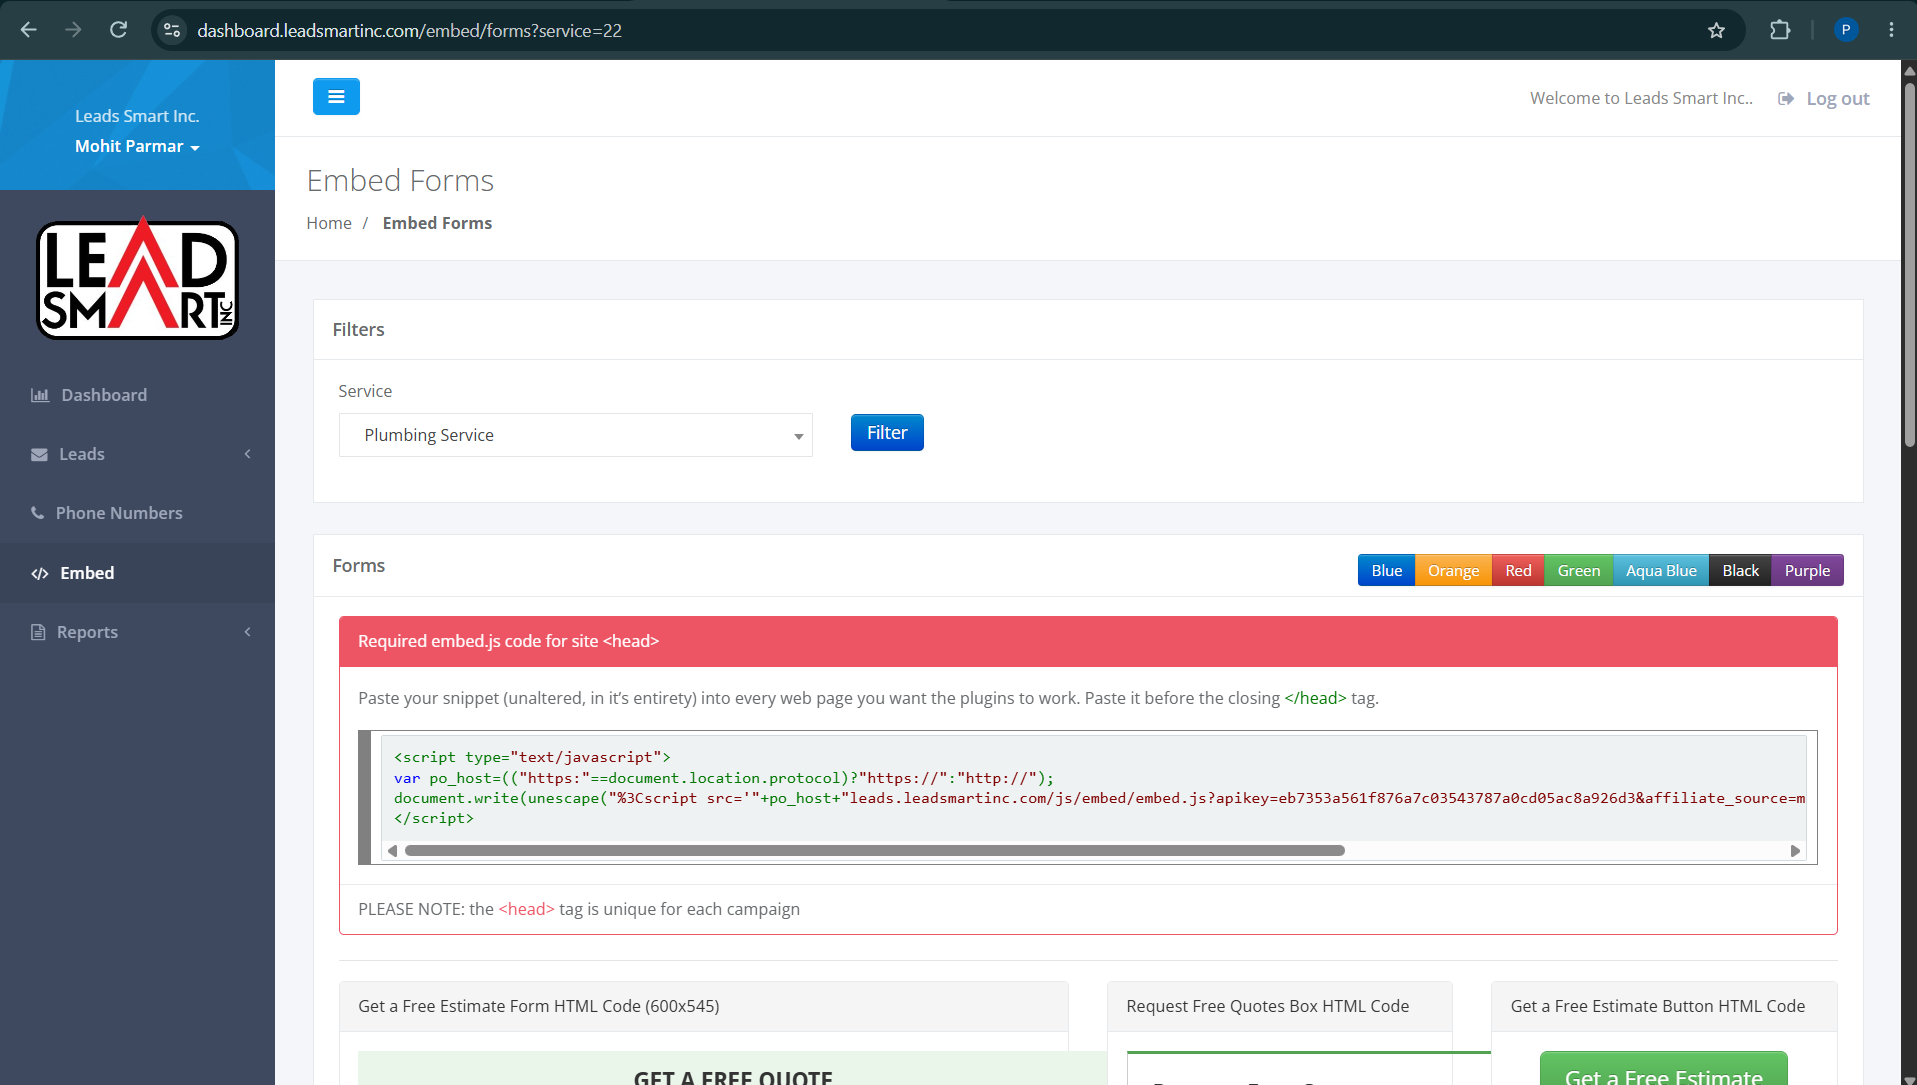 dashboard.leadsmartinc.com/embed/forms?service=22
P
Leads Smart Inc.
Mohit Parmar
Welcome to Leads Smart Inc..
Log out
LEAD
SMART INC
Dashboard
Leads
Phone Numbers
Embed
Reports
Embed Forms
Home / Embed Forms
Filters
Service
Plumbing Service
Filter
Forms
Blue
Orange
Red
Green
Aqua Blue
Black
Purple
Required embed.js code for site <head>
Paste your snippet (unaltered, in it’s entirety) into every web page you want the plugins to work. Paste it before the closing </head> tag.
<script type="text/javascript">
var po_host=(("https:"==document.location.protocol)?"https://":"http://");
document.write(unescape("%3Cscript src='"+po_host+"leads.leadsmartinc.com/js/embed/embed.js?apikey=eb7353a561f876a7c03543787a0cd05ac8a926d3&affiliate_source=m
</script>
PLEASE NOTE: the <head> tag is unique for each campaign
Get a Free Estimate Form HTML Code (600x545)
Request Free Quotes Box HTML Code
Get a Free Estimate Button HTML Code
GET A FREE QUOTE
Get a Free Estimate